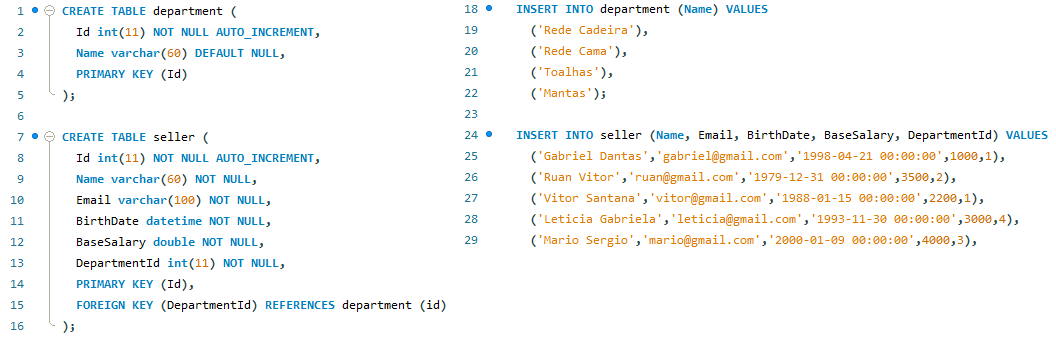 1 CREATE TABLE department (
2 Id int(11) NOT NULL AUTO_INCREMENT,
3 Name varchar(60) DEFAULT NULL,
4 PRIMARY KEY (Id)
5 );
6
7 CREATE TABLE seller (
8 Id int(11) NOT NULL AUTO_INCREMENT,
9 Name varchar(60) NOT NULL,
10 Email varchar(100) NOT NULL,
11 BirthDate datetime NOT NULL,
12 BaseSalary double NOT NULL,
13 DepartmentId int(11) NOT NULL,
14 PRIMARY KEY (Id),
15 FOREIGN KEY (DepartmentId) REFERENCES department (id)
16 );
18 INSERT INTO department (Name) VALUES
19 ('Rede Cadeira'),
20 ('Rede Cama'),
21 ('Toalhas'),
22 ('Mantas');
23
24 INSERT INTO seller (Name, Email, BirthDate, BaseSalary, DepartmentId) VALUES
25 ('Gabriel Dantas','gabriel@gmail.com','1998-04-21 00:00:00',1000,1),
26 ('Ruan Vitor','ruan@gmail.com','1979-12-31 00:00:00',3500,2),
27 ('Vitor Santana','vitor@gmail.com','1988-01-15 00:00:00',2200,1),
28 ('Leticia Gabriela','leticia@gmail.com','1993-11-30 00:00:00',3000,4),
29 ('Mario Sergio','mario@gmail.com','2000-01-09 00:00:00',4000,3),